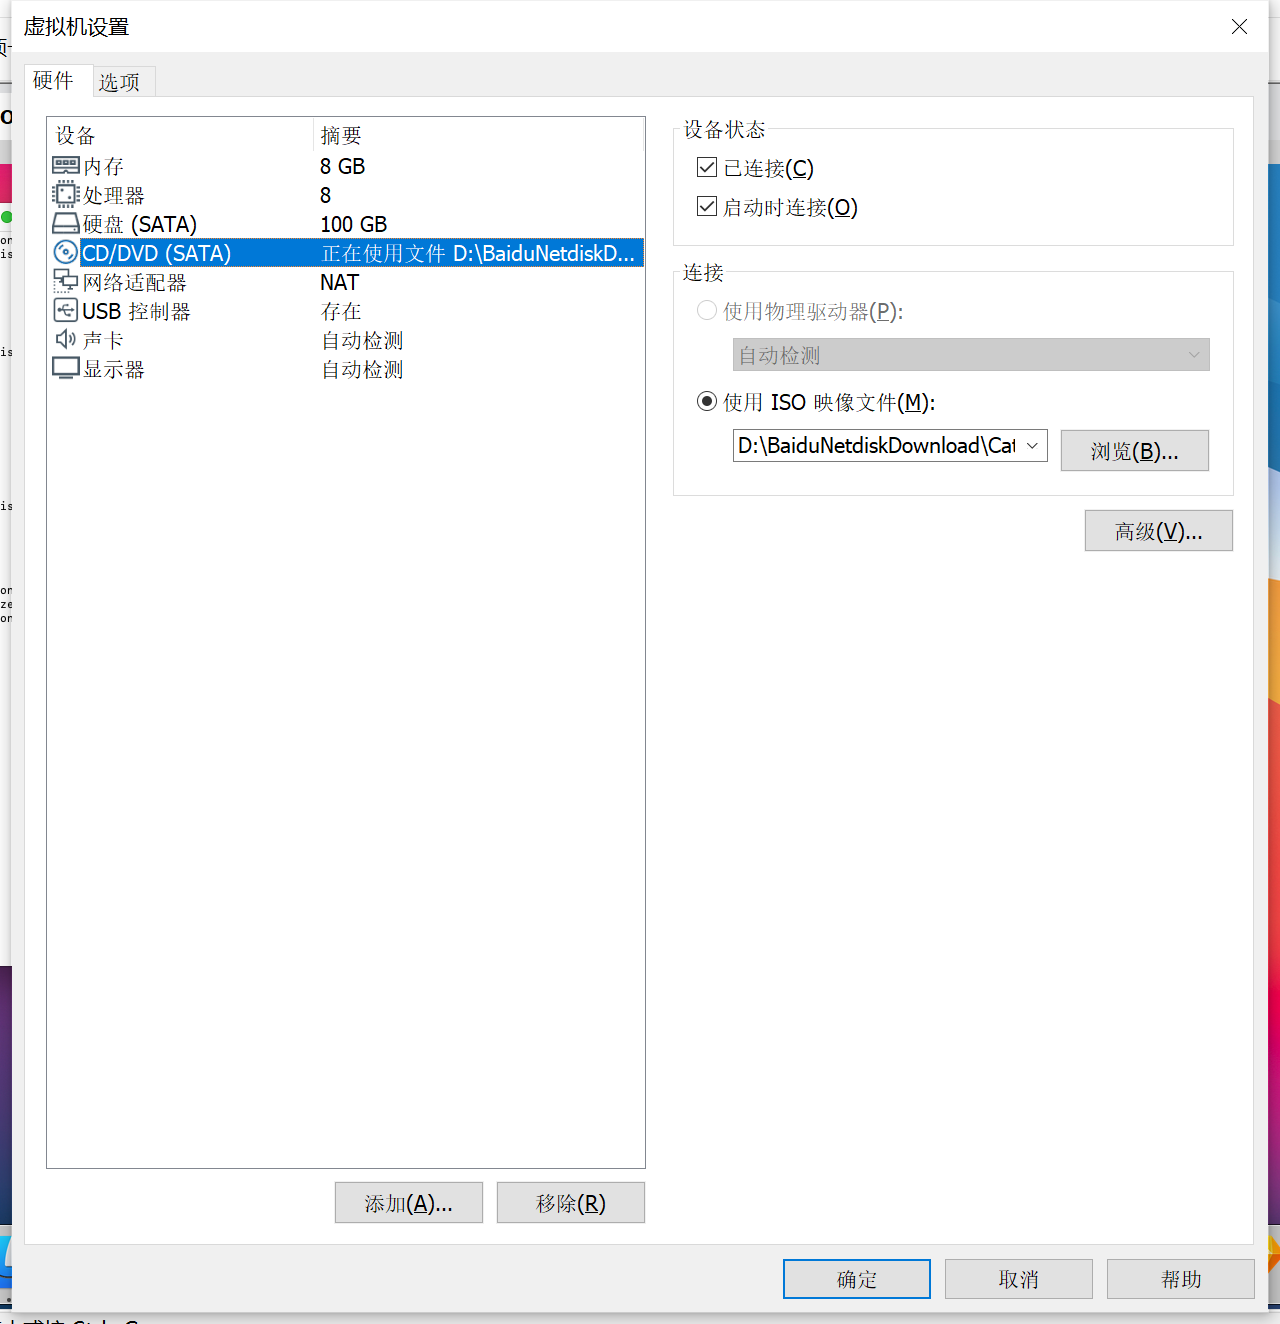 虚拟机设置
硬件
选项
设备 摘要
内存 8 GB
处理器 8
硬盘 (SATA) 100 GB
CD/DVD (SATA) 正在使用文件 D:\BaiduNetdiskD...
网络适配器 NAT
USB 控制器 存在
声卡 自动检测
显示器 自动检测
添加(A)...
移除(R)
设备状态
已连接(C)
启动时连接(O)
连接
使用物理驱动器(P):
自动检测
使用 ISO 映像文件(M):
D:\BaiduNetdiskDownload\Cat
浏览(B)...
高级(V)...
确定
取消
帮助